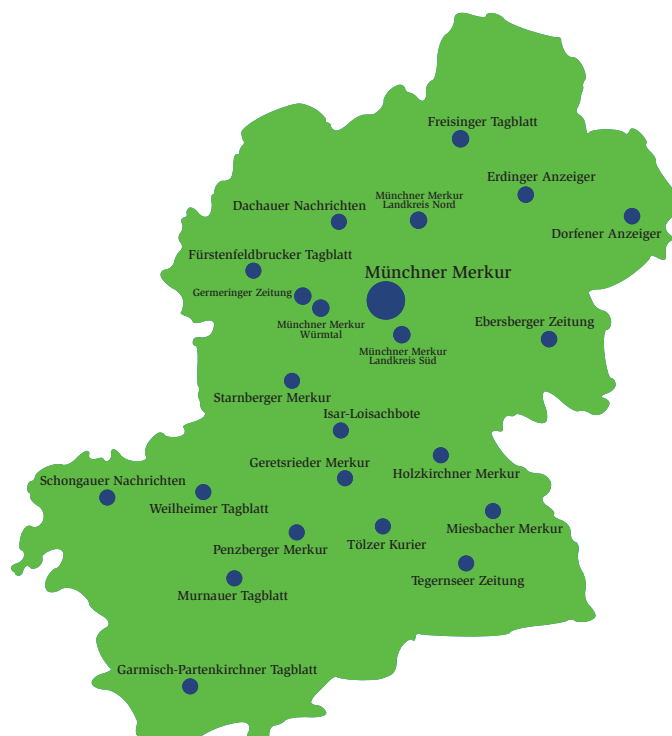 Freisinger Tagblatt
Erdinger Anzeiger
Münchner Merkur
Landkreis Nord
Dachauer Nachrichten
Dorfener Anzeiger
Fürstenfeldbrucker Tagblatt
Münchner Merkur
Germeringer Zeitung
Münchner Merkur
Würmtal
Ebersberger Zeitung
Münchner Merkur
Landkreis Süd
Starnberger Merkur
Isar-Loisachbote
Geretsrieder Merkur
Holzkirchner Merkur
Schongauer Nachrichten
Weilheimer Tagblatt
Miesbacher Merkur
Penzberger Merkur
Tölzer Kurier
Tegernseer Zeitung
Murnauer Tagblatt
Garmisch-Partenkirchner Tagblatt